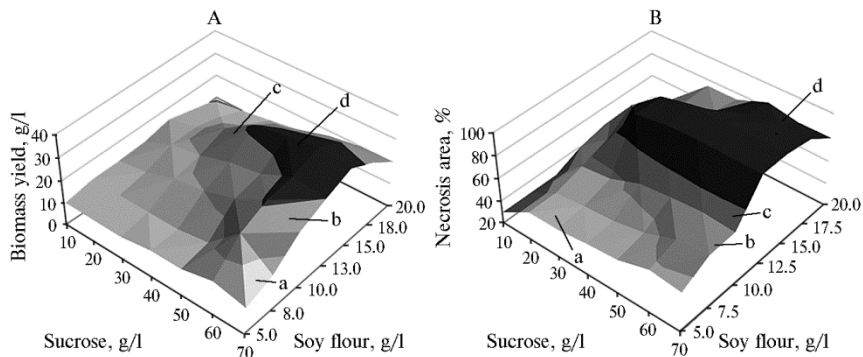 A
B
Biomass yield, g/l
40
30
20
10
0
10
20
30
40
50
60
70
Sucrose, g/l
5.0
8.0
10.0
13.0
15.0
18.0
20.0
Soy flour, g/l
a
b
c
d
Necrosis area, %
100
80
60
40
20
10
20
30
40
50
60
70
Sucrose, g/l
5.0
7.5
10.0
12.5
15.0
17.5
20.0
Soy flour, g/l
a
b
c
d